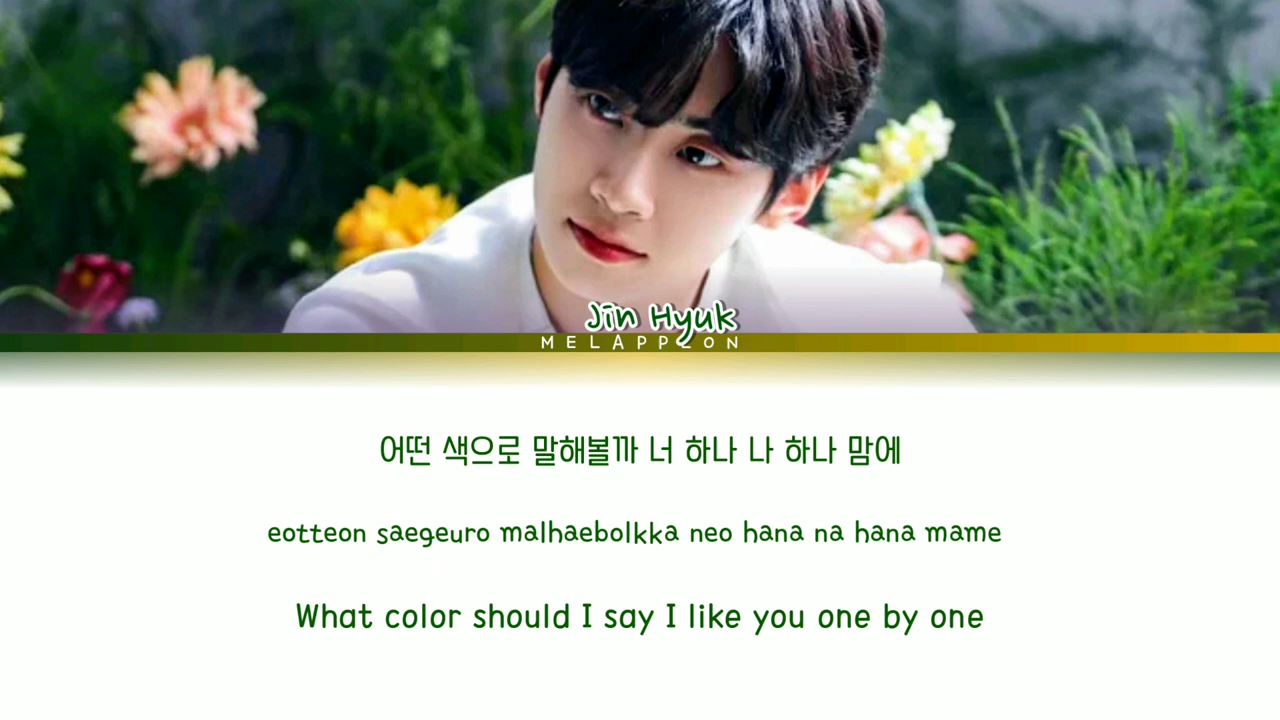 Jin Hyuk
MELAPPEON
어떤 색으로 말해볼까 너 하나 나 하나 맘에
eotteon saegeuro malhaebolkka neo hana na hana mame
What color should I say I like you one by one